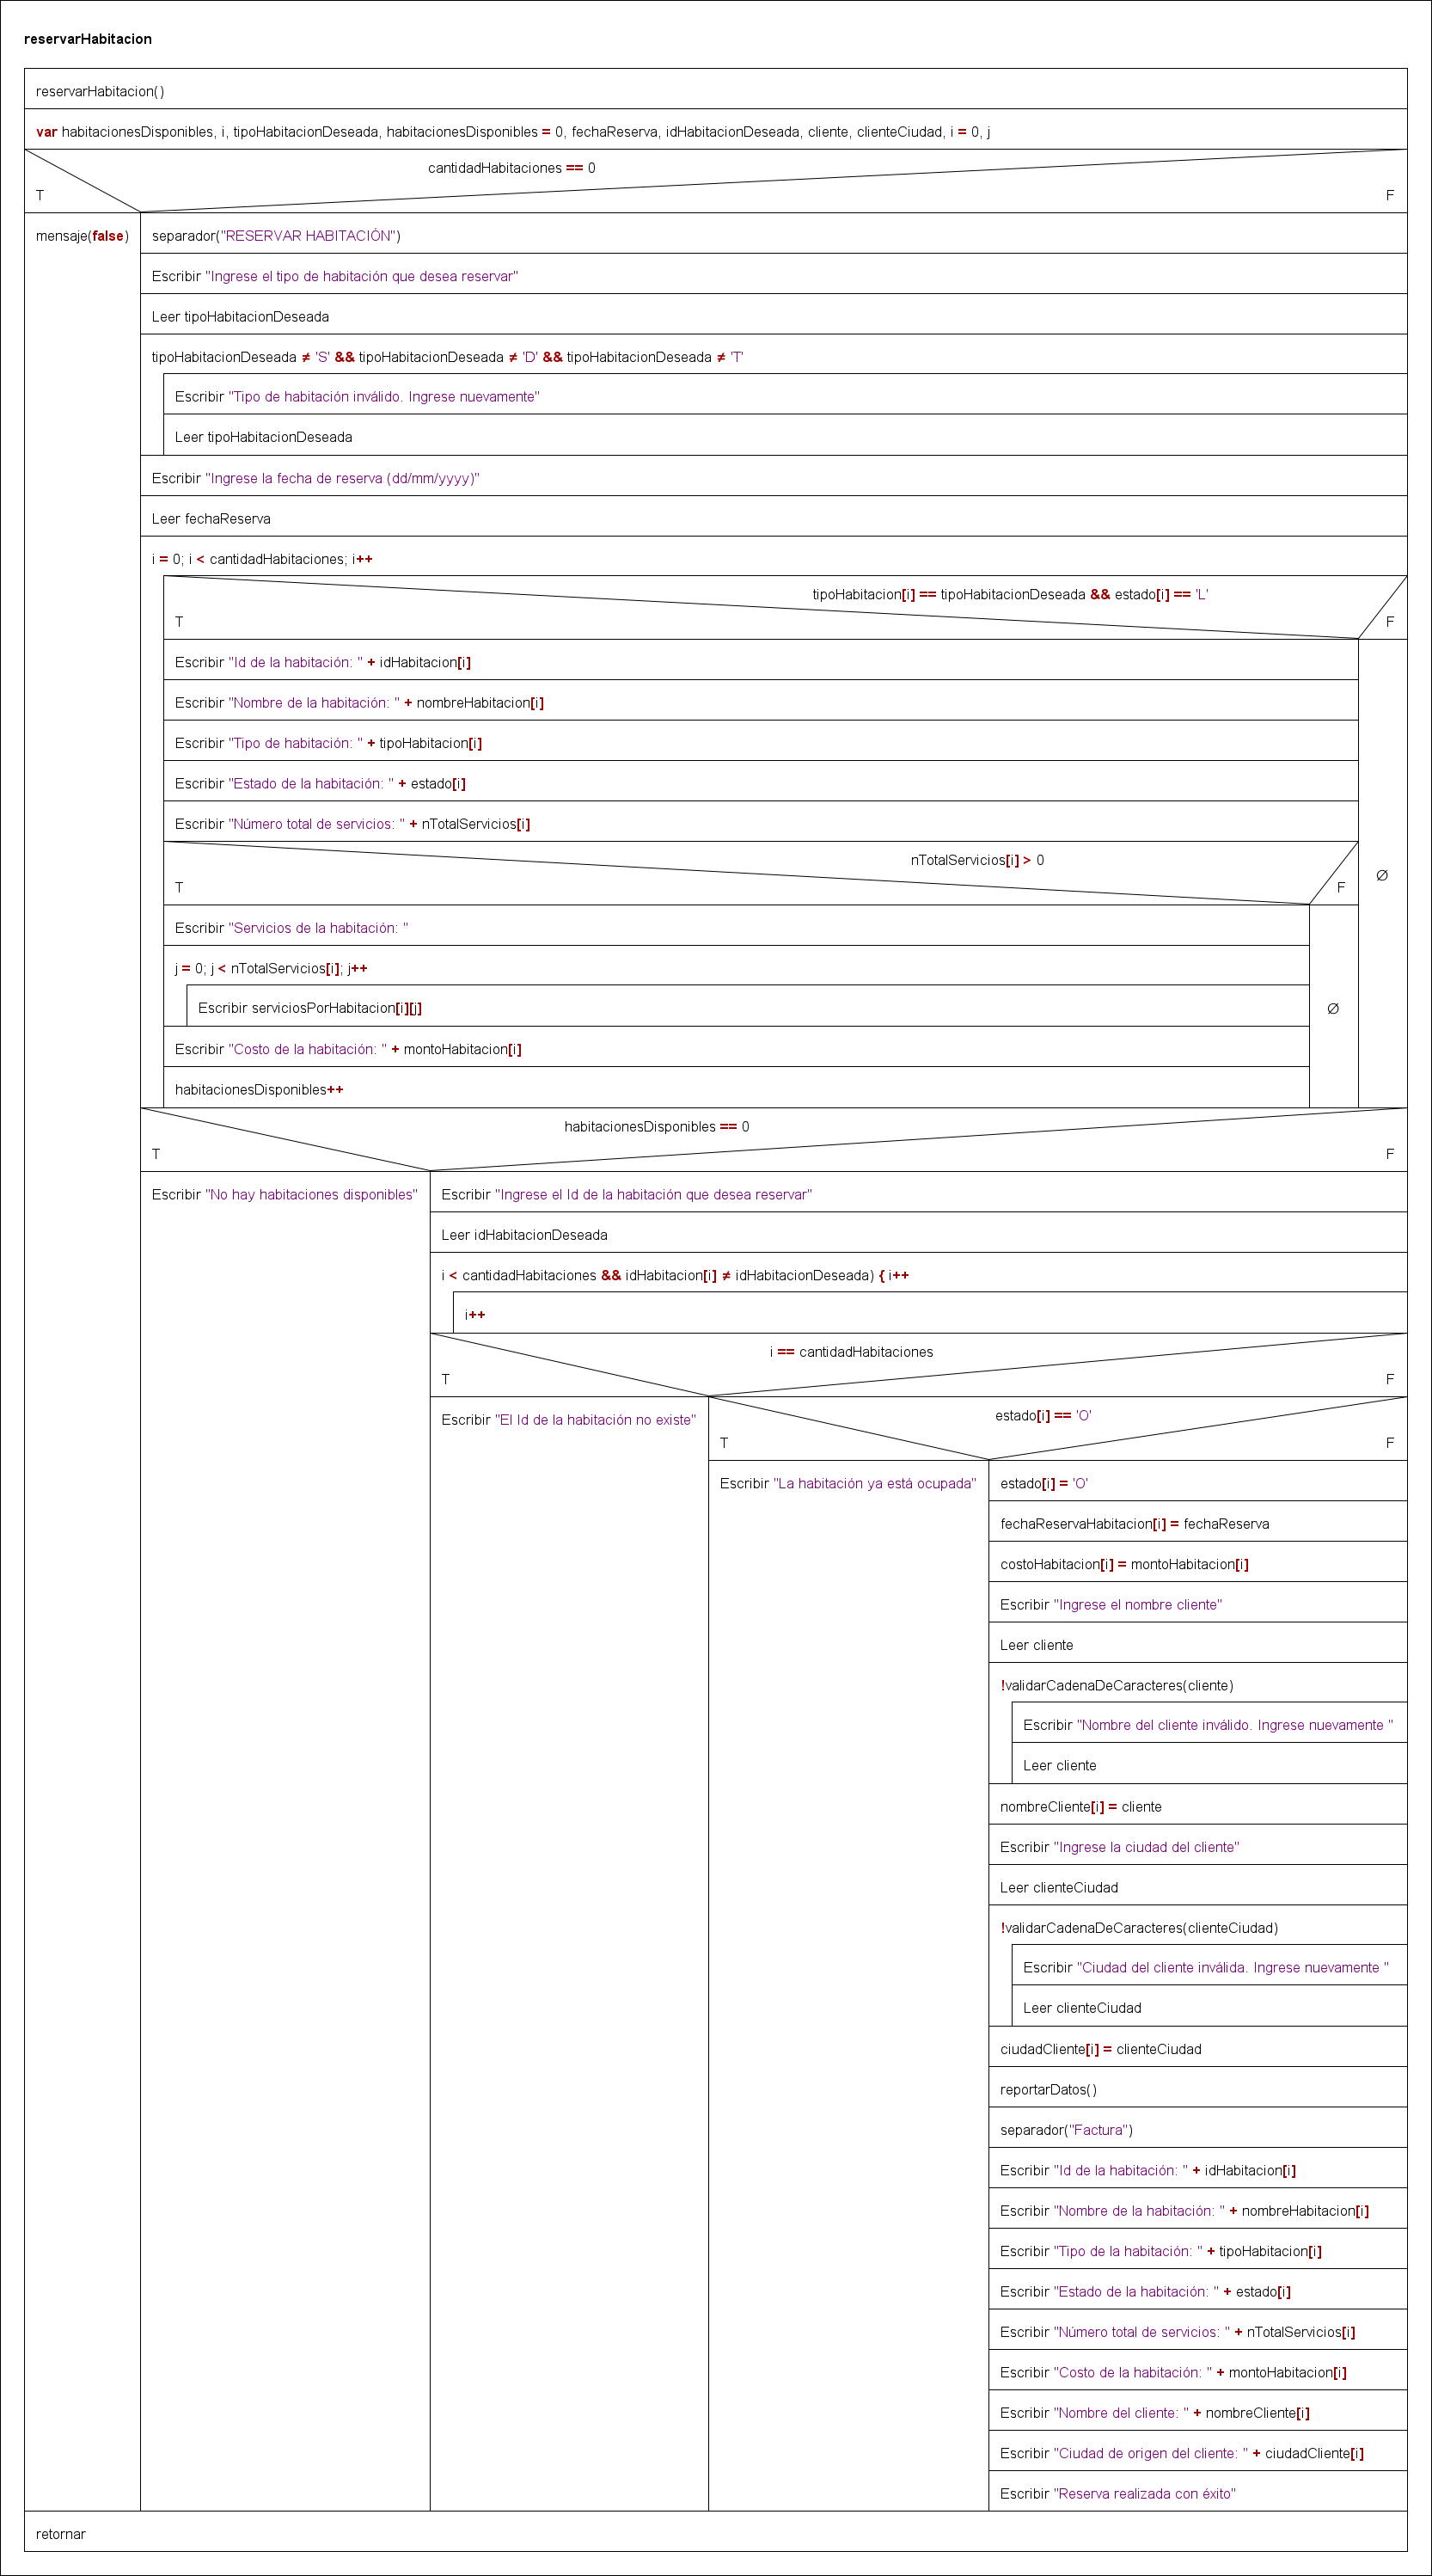 reservarHabitacion
reservarHabitacion()
var habitacionesDisponibles, i, tipoHabitacionDeseada, habitacionesDisponibles = 0, fechaReserva, idHabitacionDeseada, cliente, clienteCiudad, i = 0, j
cantidadHabitaciones == 0
T
F
mensaje(false)
separador("RESERVAR HABITACIÓN")
Escribir "Ingrese el tipo de habitación que desea reservar"
Leer tipoHabitacionDeseada
tipoHabitacionDeseada ≠ 'S' && tipoHabitacionDeseada ≠ 'D' && tipoHabitacionDeseada ≠ 'T'
Escribir "Tipo de habitación inválido. Ingrese nuevamente"
Leer tipoHabitacionDeseada
Escribir "Ingrese la fecha de reserva (dd/mm/yyyy)"
Leer fechaReserva
i = 0; i < cantidadHabitaciones; i++
tipoHabitacion[i] == tipoHabitacionDeseada && estado[i] == 'L'
T
F
Escribir "Id de la habitación: " + idHabitacion[i]
Escribir "Nombre de la habitación: " + nombreHabitacion[i]
Escribir "Tipo de habitación: " + tipoHabitacion[i]
Escribir "Estado de la habitación: " + estado[i]
Escribir "Número total de servicios: " + nTotalServicios[i]
nTotalServicios[i] > 0
∅
T
F
Escribir "Servicios de la habitación: "
j = 0; j < nTotalServicios[i]; j++
Escribir serviciosPorHabitacion[i][j]
∅
Escribir "Costo de la habitación: " + montoHabitacion[i]
habitacionesDisponibles++
habitacionesDisponibles == 0
T
F
Escribir "No hay habitaciones disponibles"
Escribir "Ingrese el Id de la habitación que desea reservar"
Leer idHabitacionDeseada
i < cantidadHabitaciones && idHabitacion[i] ≠ idHabitacionDeseada) { i++
i++
i == cantidadHabitaciones
T
F
Escribir "El Id de la habitación no existe"
estado[i] == 'O'
T
F
Escribir "La habitación ya está ocupada"
estado[i] = 'O'
fechaReservaHabitacion[i] = fechaReserva
costoHabitacion[i] = montoHabitacion[i]
Escribir "Ingrese el nombre cliente"
Leer cliente
!validarCadenaDeCaracteres(cliente)
Escribir "Nombre del cliente inválido. Ingrese nuevamente "
Leer cliente
nombreCliente[i] = cliente
Escribir "Ingrese la ciudad del cliente"
Leer clienteCiudad
!validarCadenaDeCaracteres(clienteCiudad)
Escribir "Ciudad del cliente inválida. Ingrese nuevamente "
Leer clienteCiudad
ciudadCliente[i] = clienteCiudad
reportarDatos()
separador("Factura")
Escribir "Id de la habitación: " + idHabitacion[i]
Escribir "Nombre de la habitación: " + nombreHabitacion[i]
Escribir "Tipo de la habitación: " + tipoHabitacion[i]
Escribir "Estado de la habitación: " + estado[i]
Escribir "Número total de servicios: " + nTotalServicios[i]
Escribir "Costo de la habitación: " + montoHabitacion[i]
Escribir "Nombre del cliente: " + nombreCliente[i]
Escribir "Ciudad de origen del cliente: " + ciudadCliente[i]
Escribir "Reserva realizada con éxito"
retornar